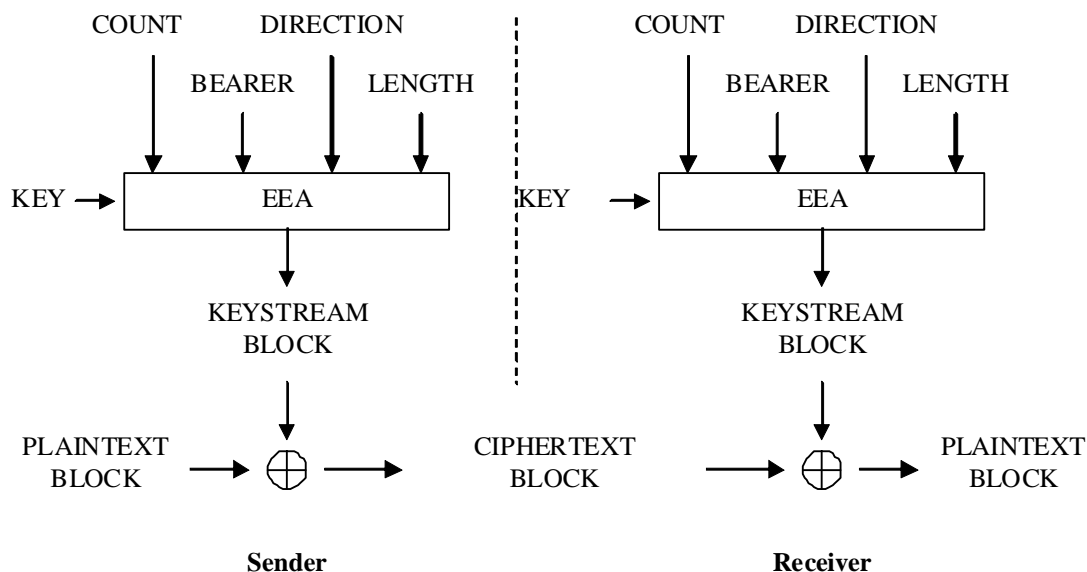 COUNT DIRECTION COUNT DIRECTION
BEARER LENGTH BEARER LENGTH
KEY EEA KEY EEA
KEYSTREAM BLOCK KEYSTREAM BLOCK
PLAINTEXT BLOCK CIPHERTEXT BLOCK PLAINTEXT BLOCK
Sender Receiver